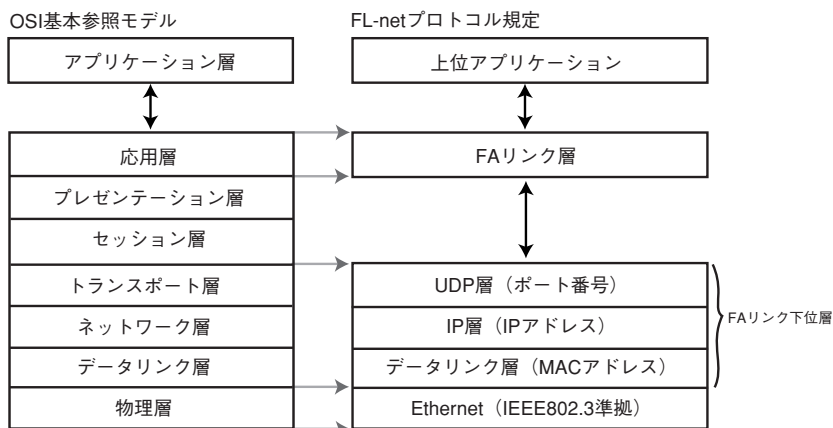 OSI基本参照モデル
アプリケーション層
応用層
プレゼンテーション層
セッション層
トランスポート層
ネットワーク層
データリンク層
物理層
FL-netプロトコル規定
上位アプリケーション
FAリンク層
UDP層（ポート番号）
IP層（IPアドレス）
データリンク層（MACアドレス）
Ethernet（IEEE802.3準拠）
FAリンク下位層